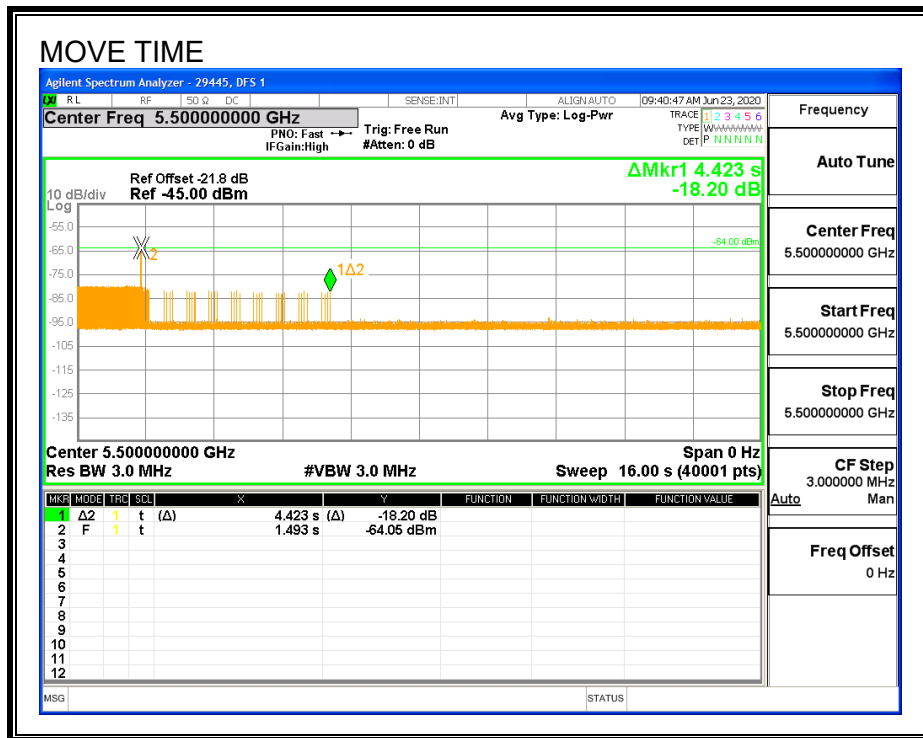 MOVE TIME
Agilent Spectrum Analyzer - 29445, DFS 1
LXI RL RF 50 Ω DC SENSE:INT ALIGN AUTO 09:40:47 AM Jun 23, 2020
Center Freq 5.500000000 GHz
PNO: Fast
IFGain:High
Trig: Free Run
#Atten: 0 dB
Avg Type: Log-Pwr
TRACE 1 2 3 4 5 6
TYPE WWWWWW
DET P N N N N N
ΔMkr1 4.423 s
-18.20 dB
Ref Offset -21.8 dB
10 dB/div Ref -45.00 dBm
Log
-55.0
-65.0
-75.0
-85.0
-95.0
-105
-115
-125
-135
-64.00 dBm
2
1Δ2
Center 5.500000000 GHz Span 0 Hz
Res BW 3.0 MHz #VBW 3.0 MHz Sweep 16.00 s (40001 pts)
MKR MODE TRC SCL X Y FUNCTION FUNCTION WIDTH FUNCTION VALUE
1 Δ2 1 t (Δ) 4.423 s (Δ) -18.20 dB
2 F 1 t 1.493 s -64.05 dBm
3
4
5
6
7
8
9
10
11
12
MSG STATUS
Frequency
Auto Tune
Center Freq
5.500000000 GHz
Start Freq
5.500000000 GHz
Stop Freq
5.500000000 GHz
CF Step
3.000000 MHz
Auto Man
Freq Offset
0 Hz